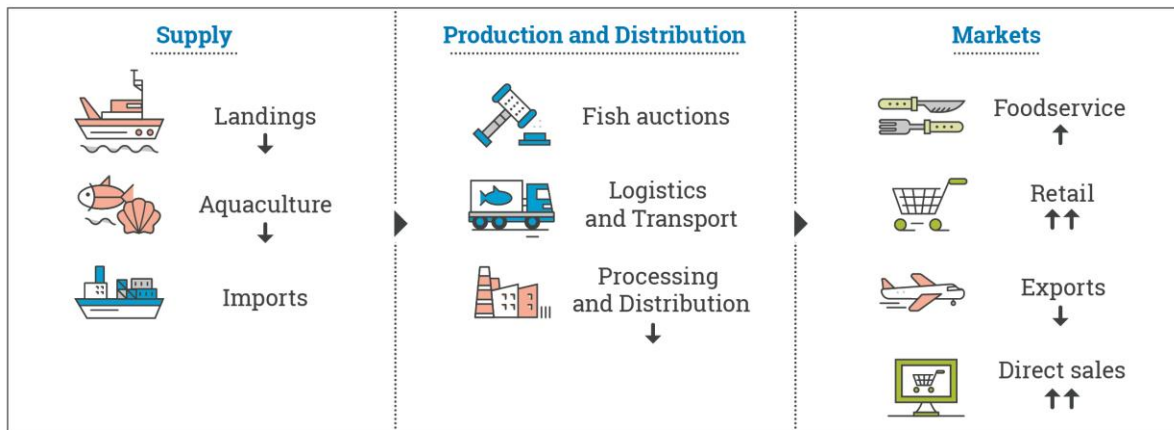 Supply
Landings
↓
Aquaculture
↓
Imports
Production and Distribution
Fish auctions
Logistics
and Transport
Processing
and Distribution
↓
Markets
Foodservice
↑
Retail
↑↑
Exports
↓
Direct sales
↑↑